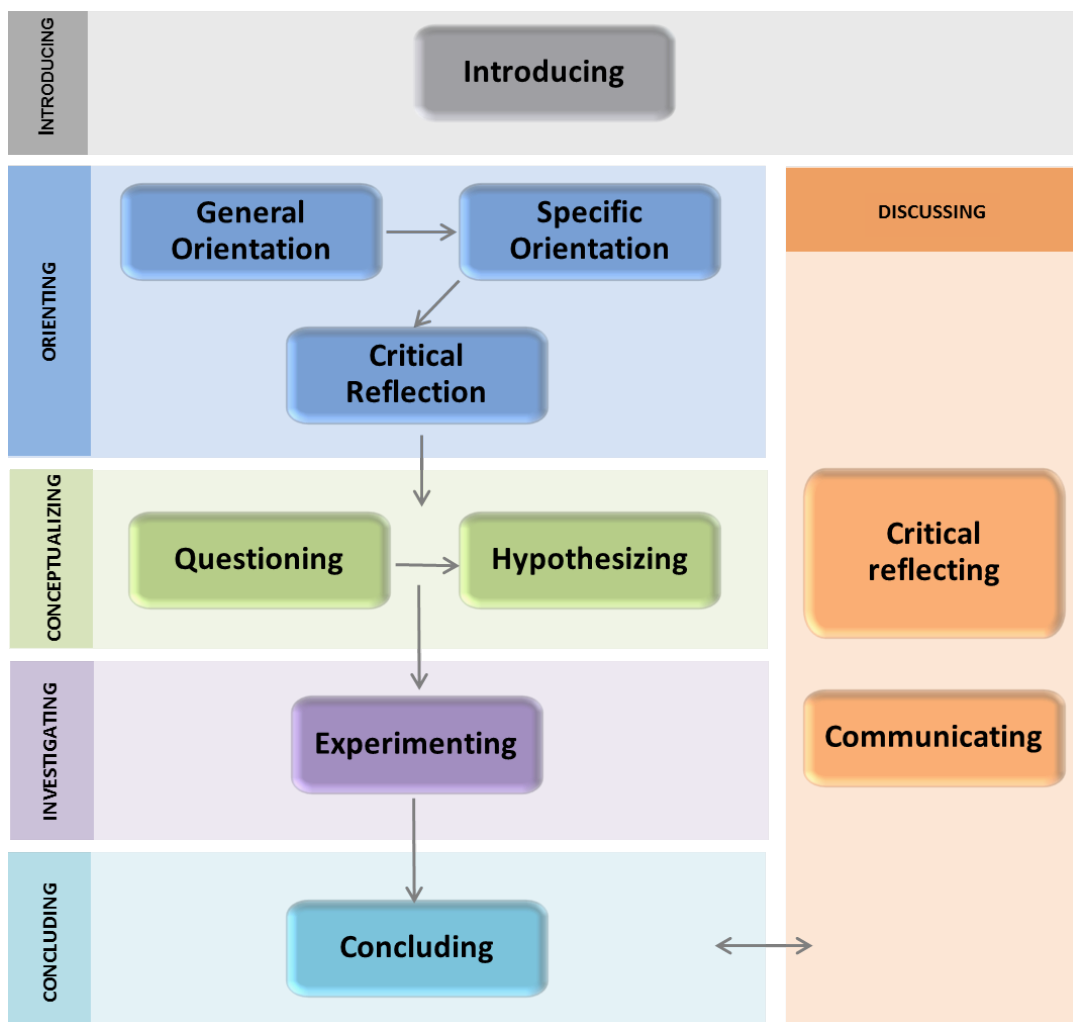 INTRODUCING
Introducing
ORIENTING
General
Orientation
Specific
Orientation
Critical
Reflection
DISCUSSING
CONCEPTUALIZING
Questioning
Hypothesizing
Critical
reflecting
INVESTIGATING
Experimenting
Communicating
CONCLUDING
Concluding